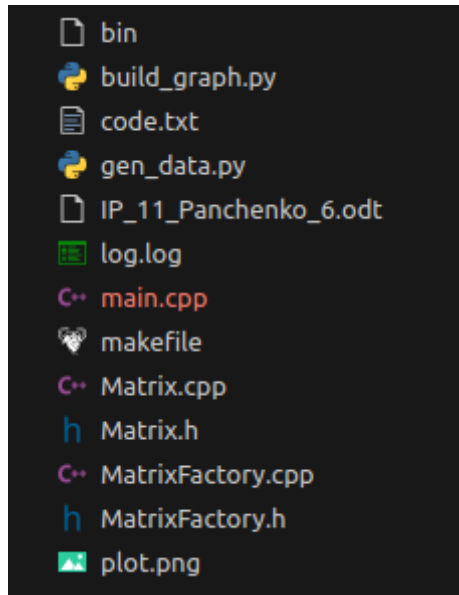 bin
build_graph.py
code.txt
gen_data.py
IP_11_Panchenko_6.odt
log.log
C++ main.cpp
makefile
C++ Matrix.cpp
h Matrix.h
C++ MatrixFactory.cpp
h MatrixFactory.h
plot.png